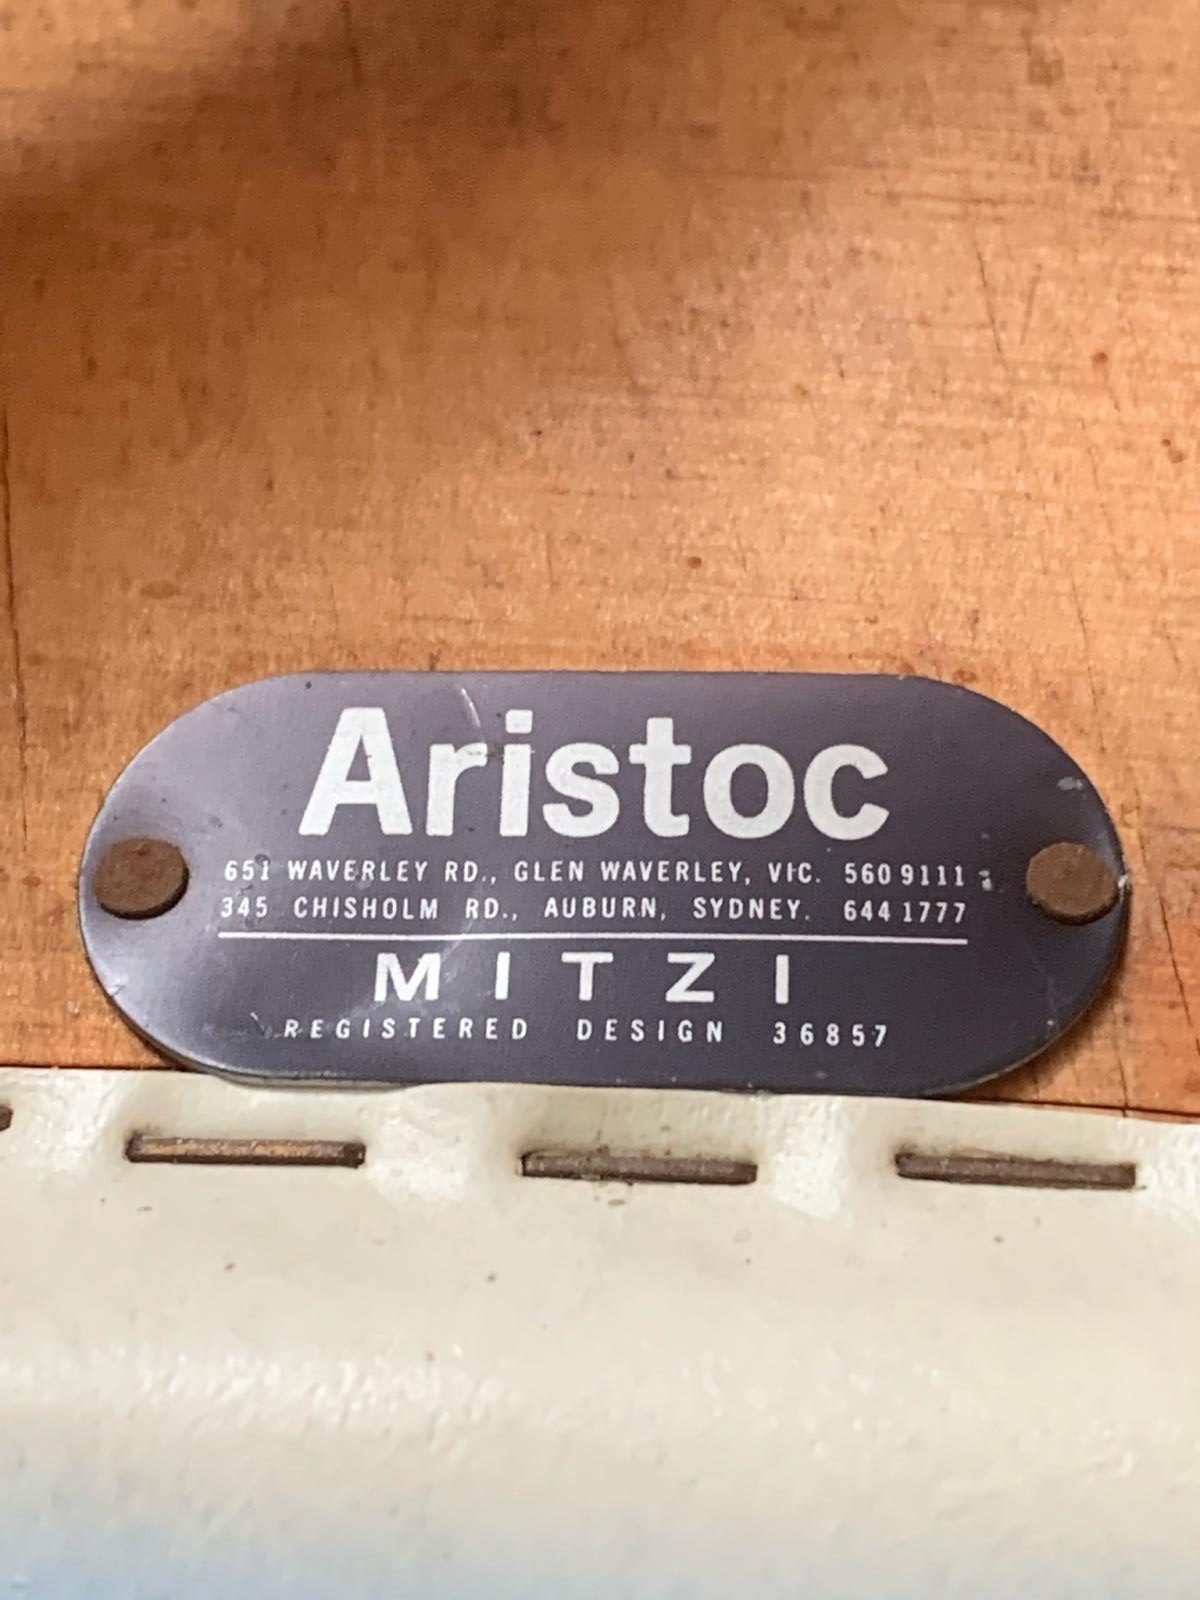 Aristoc
651 WAVERLEY RD., GLEN WAVERLEY, VIC. 560 9111
345 CHISHOLM RD., AUBURN, SYDNEY. 644 1777
MITZI
REGISTERED DESIGN 36857